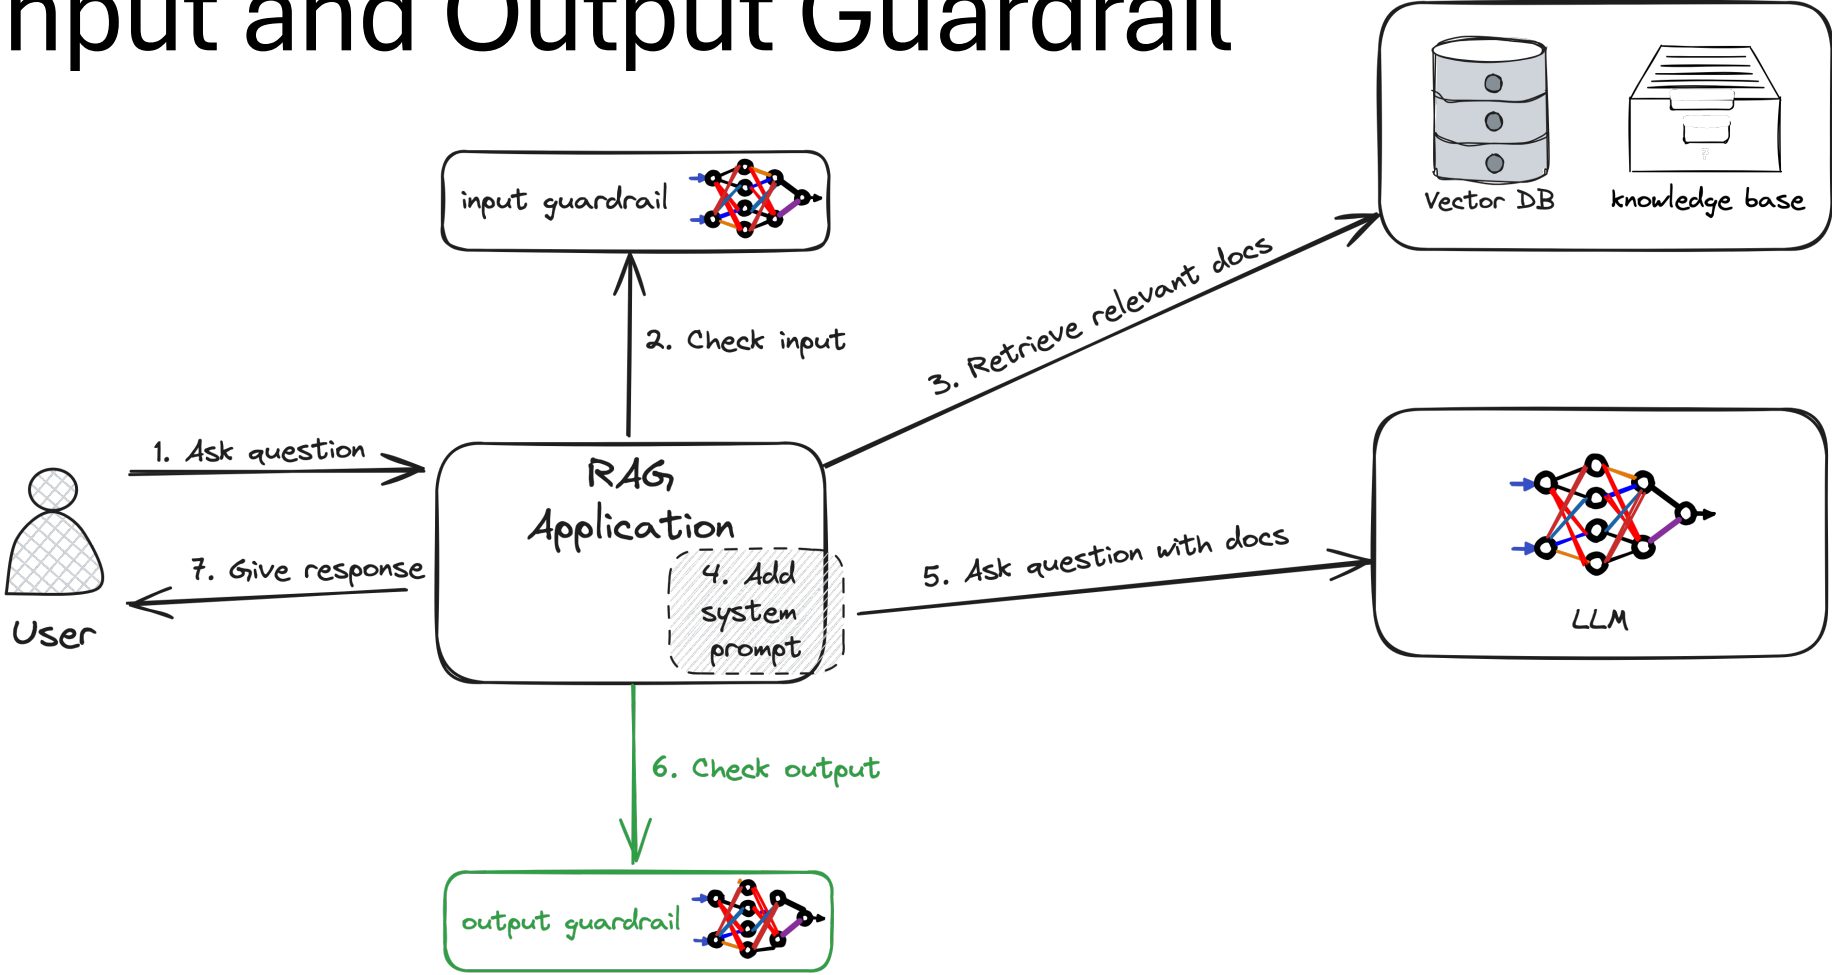 nput and Output Guardrail
Vector DB
knowledge base
input guardrail
2. Check input
3. Retrieve relevant docs
1. Ask question
RAG
Application
4. Add
system
prompt
5. Ask question with docs
LLM
7. Give response
User
6. Check output
output guardrail